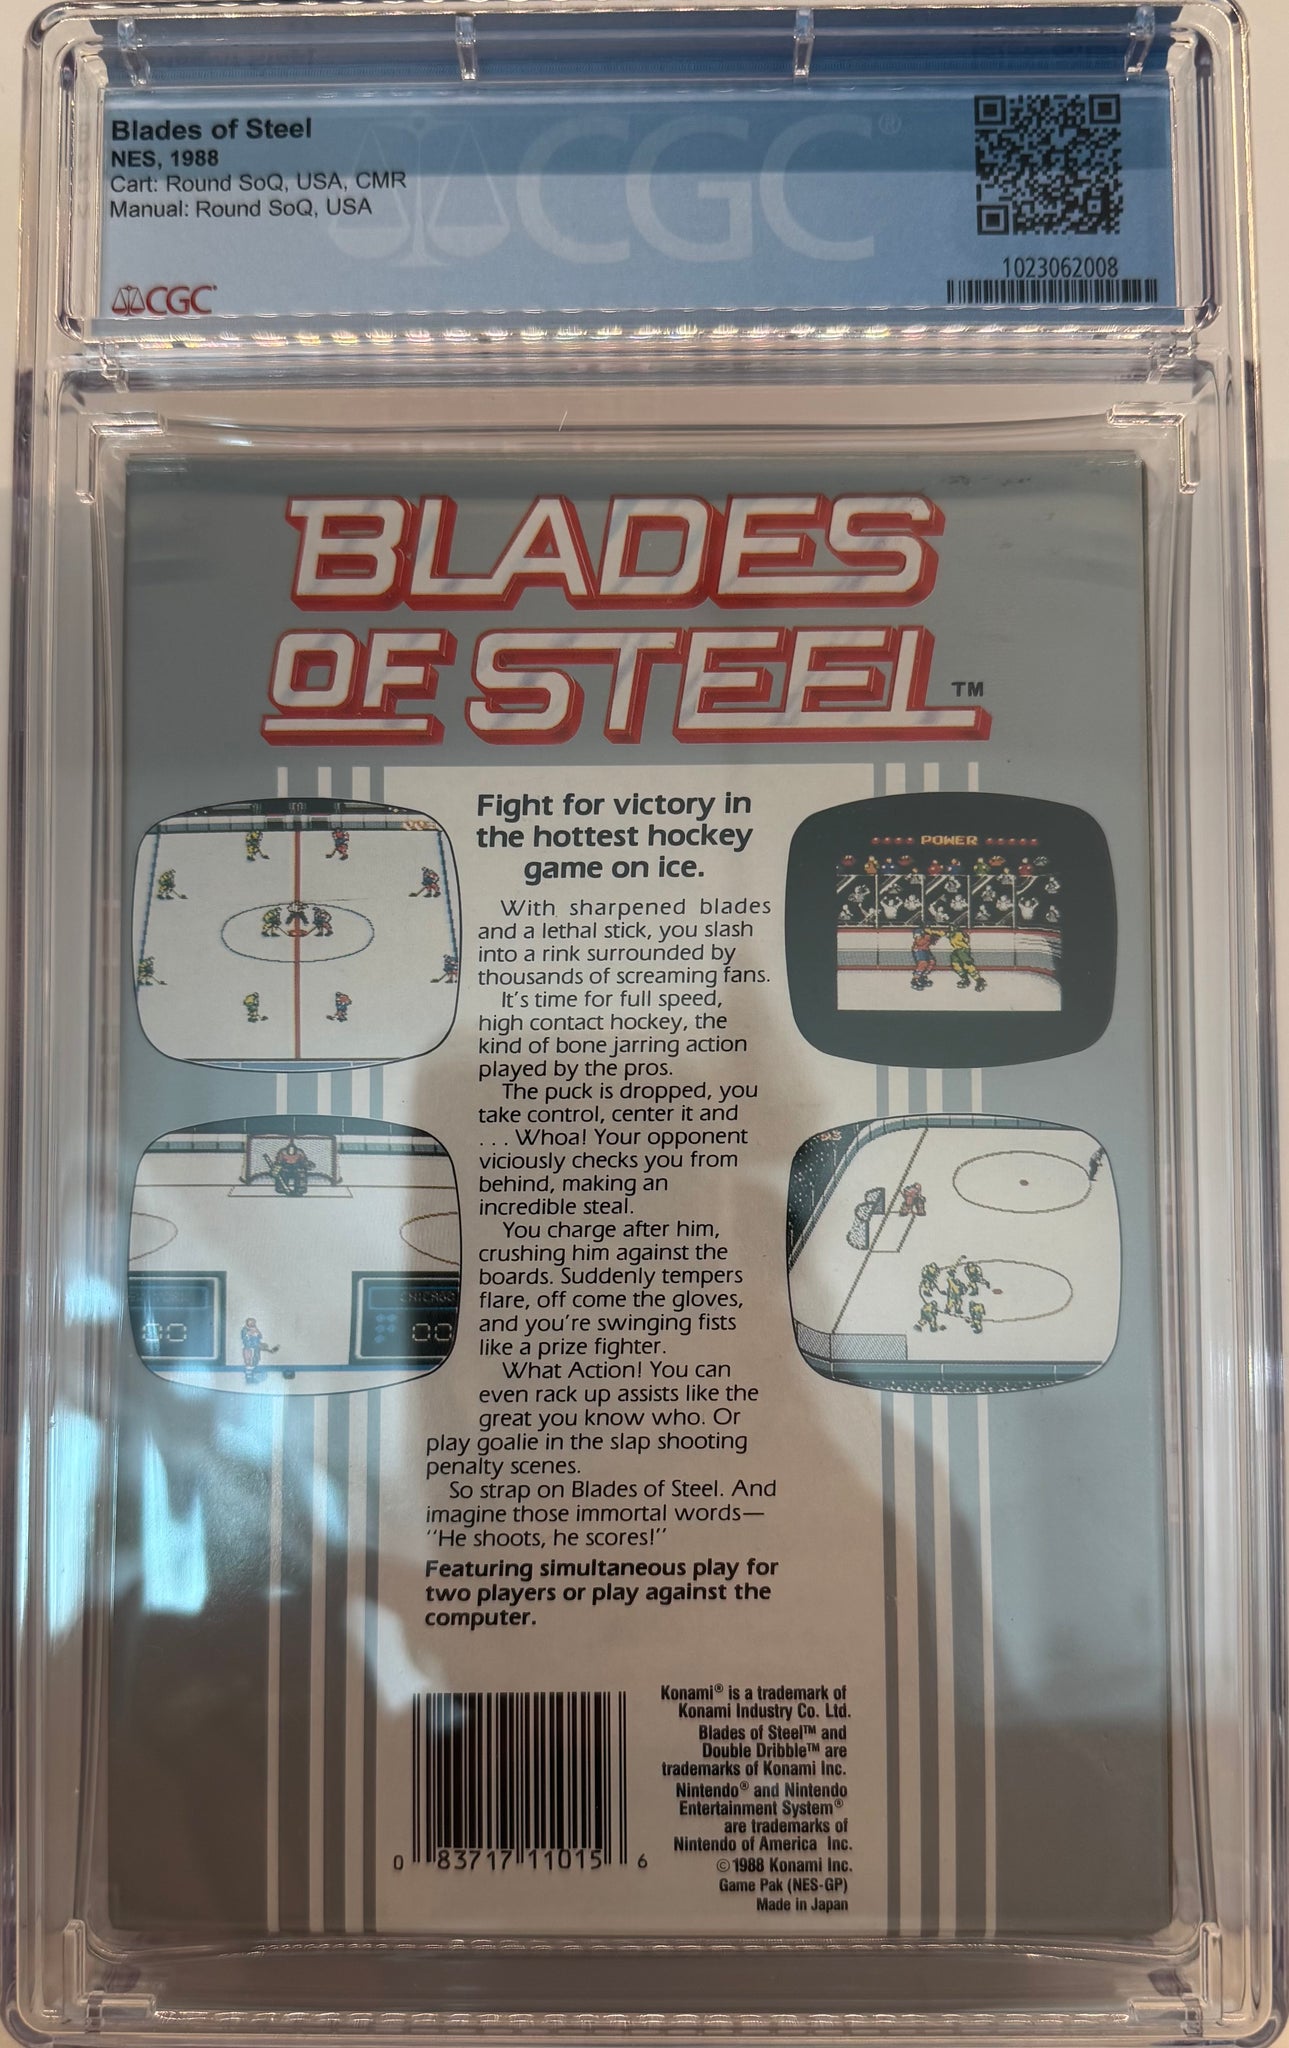 Blades of Steel
NES, 1988
Cart: Round SoQ, USA, CMR
Manual: Round SoQ, USA
CGC®
CGC
1023062008
BLADES
OF STEEL™
Fight for victory in
the hottest hockey
game on ice.
With sharpened blades
and a lethal stick, you slash
into a rink surrounded by
thousands of screaming fans.
It's time for full speed,
high contact hockey, the
kind of bone jarring action
played by the pros.
The puck is dropped, you
take control, center it and
. . . Whoa! Your opponent
viciously checks you from
behind, making an
incredible steal.
You charge after him,
crushing him against the
boards. Suddenly tempers
flare, off come the gloves,
and you're swinging fists
like a prize fighter.
What Action! You can
even rack up assists like the
great you know who. Or
play goalie in the slap shooting
penalty scenes.
So strap on Blades of Steel. And
imagine those immortal words—
"He shoots, he scores!"
Featuring simultaneous play for
two players or play against the
computer.
POWER
CHICAGO
00
00
0 83717 11015 6
Konami® is a trademark of
Konami Industry Co. Ltd.
Blades of Steel™ and
Double Dribble™ are
trademarks of Konami Inc.
Nintendo® and Nintendo
Entertainment System®
are trademarks of
Nintendo of America Inc.
© 1988 Konami Inc.
Game Pak (NES-GP)
Made in Japan